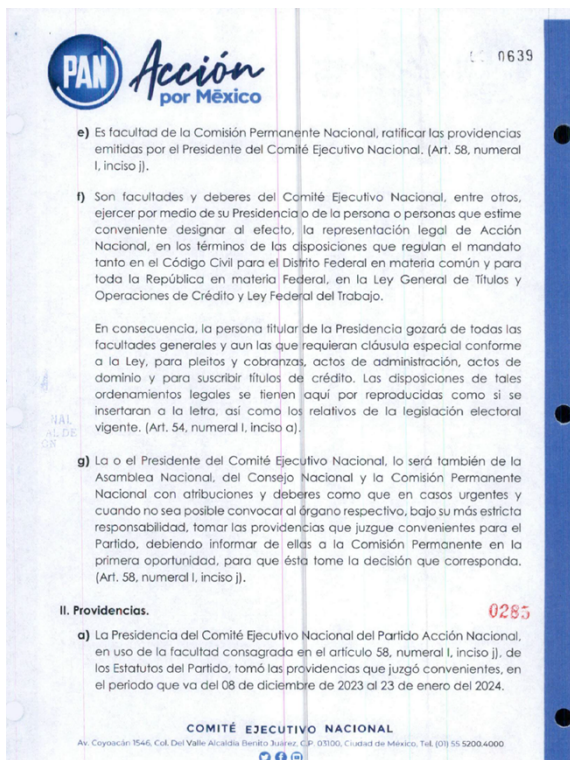 PAN
Acción
por México
0639
e) Es facultad de la Comisión Permanente Nacional, ratificar las providencias
emitidas por el Presidente del Comité Ejecutivo Nacional. (Art. 58, numeral
I, inciso j).
f) Son facultades y deberes del Comité Ejecutivo Nacional, entre otros,
ejercer por medio de su Presidencia o de la persona o personas que estime
conveniente designar al efecto, la representación legal de Acción
Nacional, en los términos de las disposiciones que regulan el mandato
tanto en el Código Civil para el Distrito Federal en materia común y para
toda la República en materia Federal, en la Ley General de Títulos y
Operaciones de Crédito y Ley Federal del Trabajo.
En consecuencia, la persona titular de la Presidencia gozará de todas las
facultades generales y aun las que requieran cláusula especial conforme
a la Ley, para pleitos y cobranzas, actos de administración, actos de
dominio y para suscribir títulos de crédito. Las disposiciones de tales
ordenamientos legales se tienen aquí por reproducidas como si se
insertaran a la letra, así como los relativos de la legislación electoral
vigente. (Art. 54, numeral I, inciso a).
g) La o el Presidente del Comité Ejecutivo Nacional, lo será también de la
Asamblea Nacional, del Consejo Nacional y la Comisión Permanente
Nacional con atribuciones y deberes como que en casos urgentes y
cuando no sea posible convocar al órgano respectivo, bajo su más estricta
responsabilidad, tomar las providencias que juzgue convenientes para el
Partido, debiendo informar de ellas a la Comisión Permanente en la
primera oportunidad, para que ésta tome la decisión que corresponda.
(Art. 58, numeral I, inciso j).
II. Providencias.
0285
a) La Presidencia del Comité Ejecutivo Nacional del Partido Acción Nacional,
en uso de la facultad consagrada en el artículo 58, numeral I, inciso j), de
los Estatutos del Partido, tomó las providencias que juzgó convenientes, en
el periodo que va del 08 de diciembre de 2023 al 23 de enero del 2024.
COMITÉ EJECUTIVO NACIONAL
Av. Coyoacán 1546, Col. Del Valle Alcaldía Benito Juárez, C.P. 03100, Ciudad de México, Tel. (01) 55 5200.4000